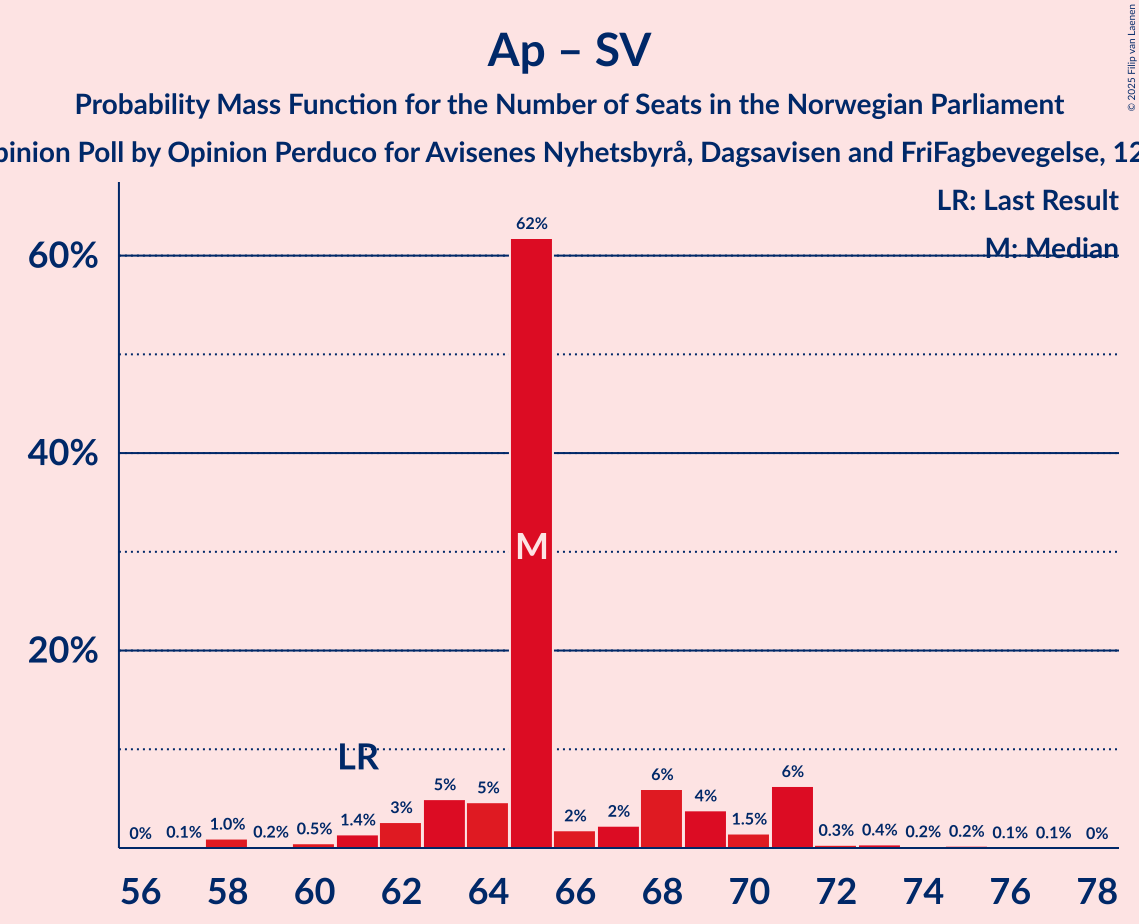 Ap – SV
Probability Mass Function for the Number of Seats in the Norwegian Parliament
Opinion Poll by Opinion Perduco for Avisenes Nyhetsbyrå, Dagsavisen and FriFagbevegelse, 12
© 2025 Filip van Laenen
LR: Last Result
M: Median
62%
60%
40%
M
20%
LR
0% 0.1% 1.0% 0.2% 0.5% 1.4% 3% 5% 5% 2% 2% 6% 4% 1.5% 6% 0.3% 0.4% 0.2% 0.2% 0.1% 0.1% 0%
56 58 60 62 64 66 68 70 72 74 76 78